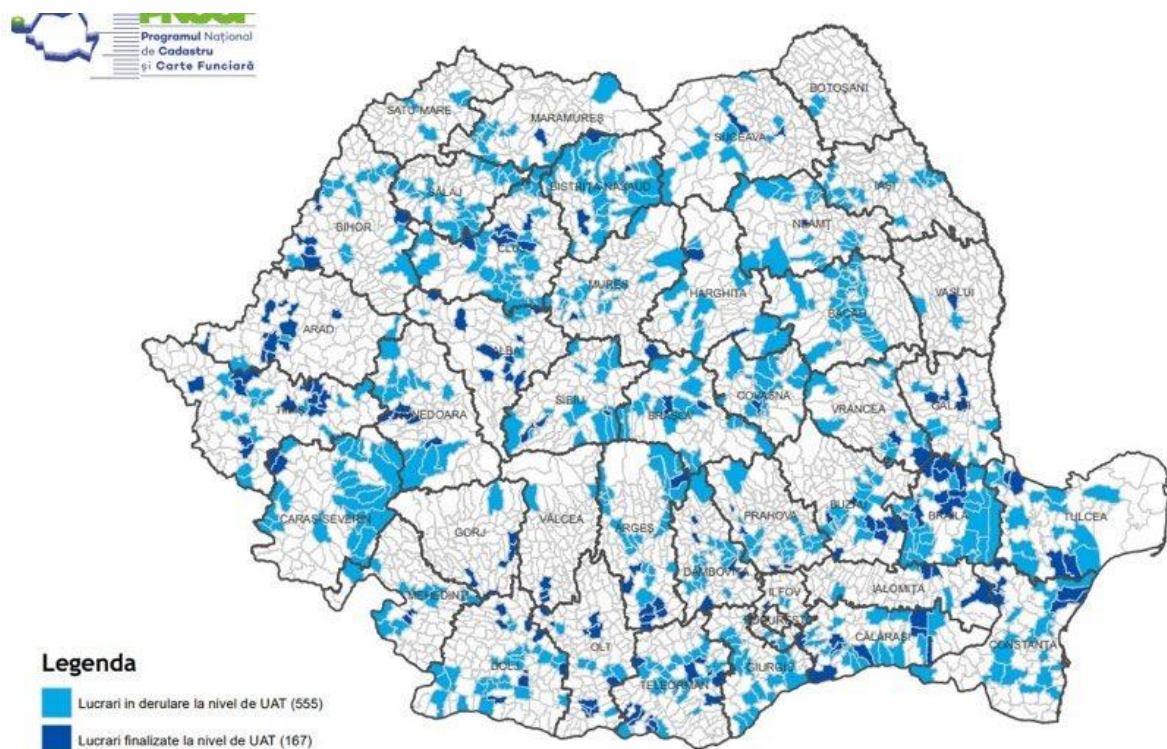 Programul Național
de Cadastru
și Carte Funciară
BOTOȘANI
SATU-MARE
MARAMUREȘ
SUCEAVA
BISTRIȚA-NĂSĂUD
IAȘI
SĂLAJ
BIHOR
NEAMȚ
CLUJ
MUREȘ
HARGHITA
VASLUI
BACĂU
ARAD
ALBA
SIBIU
COVASNA
BRAȘOV
VRANCEA
GALAȚI
TIMIȘ
HUNEDOARA
CARAȘ-SEVERIN
GORJ
VÂLCEA
ARGEȘ
PRAHOVA
BUZĂU
BRĂILA
TULCEA
DÂMBOVIȚA
MEHEDINȚI
ILFOV
IALOMIȚA
BUCUREȘTI
CĂLĂRAȘI
CONSTANȚA
OLT
DOLJ
TELEORMAN
GIURGIU
Legenda
Lucrari in derulare la nivel de UAT (555)
Lucrari finalizate la nivel de UAT (167)